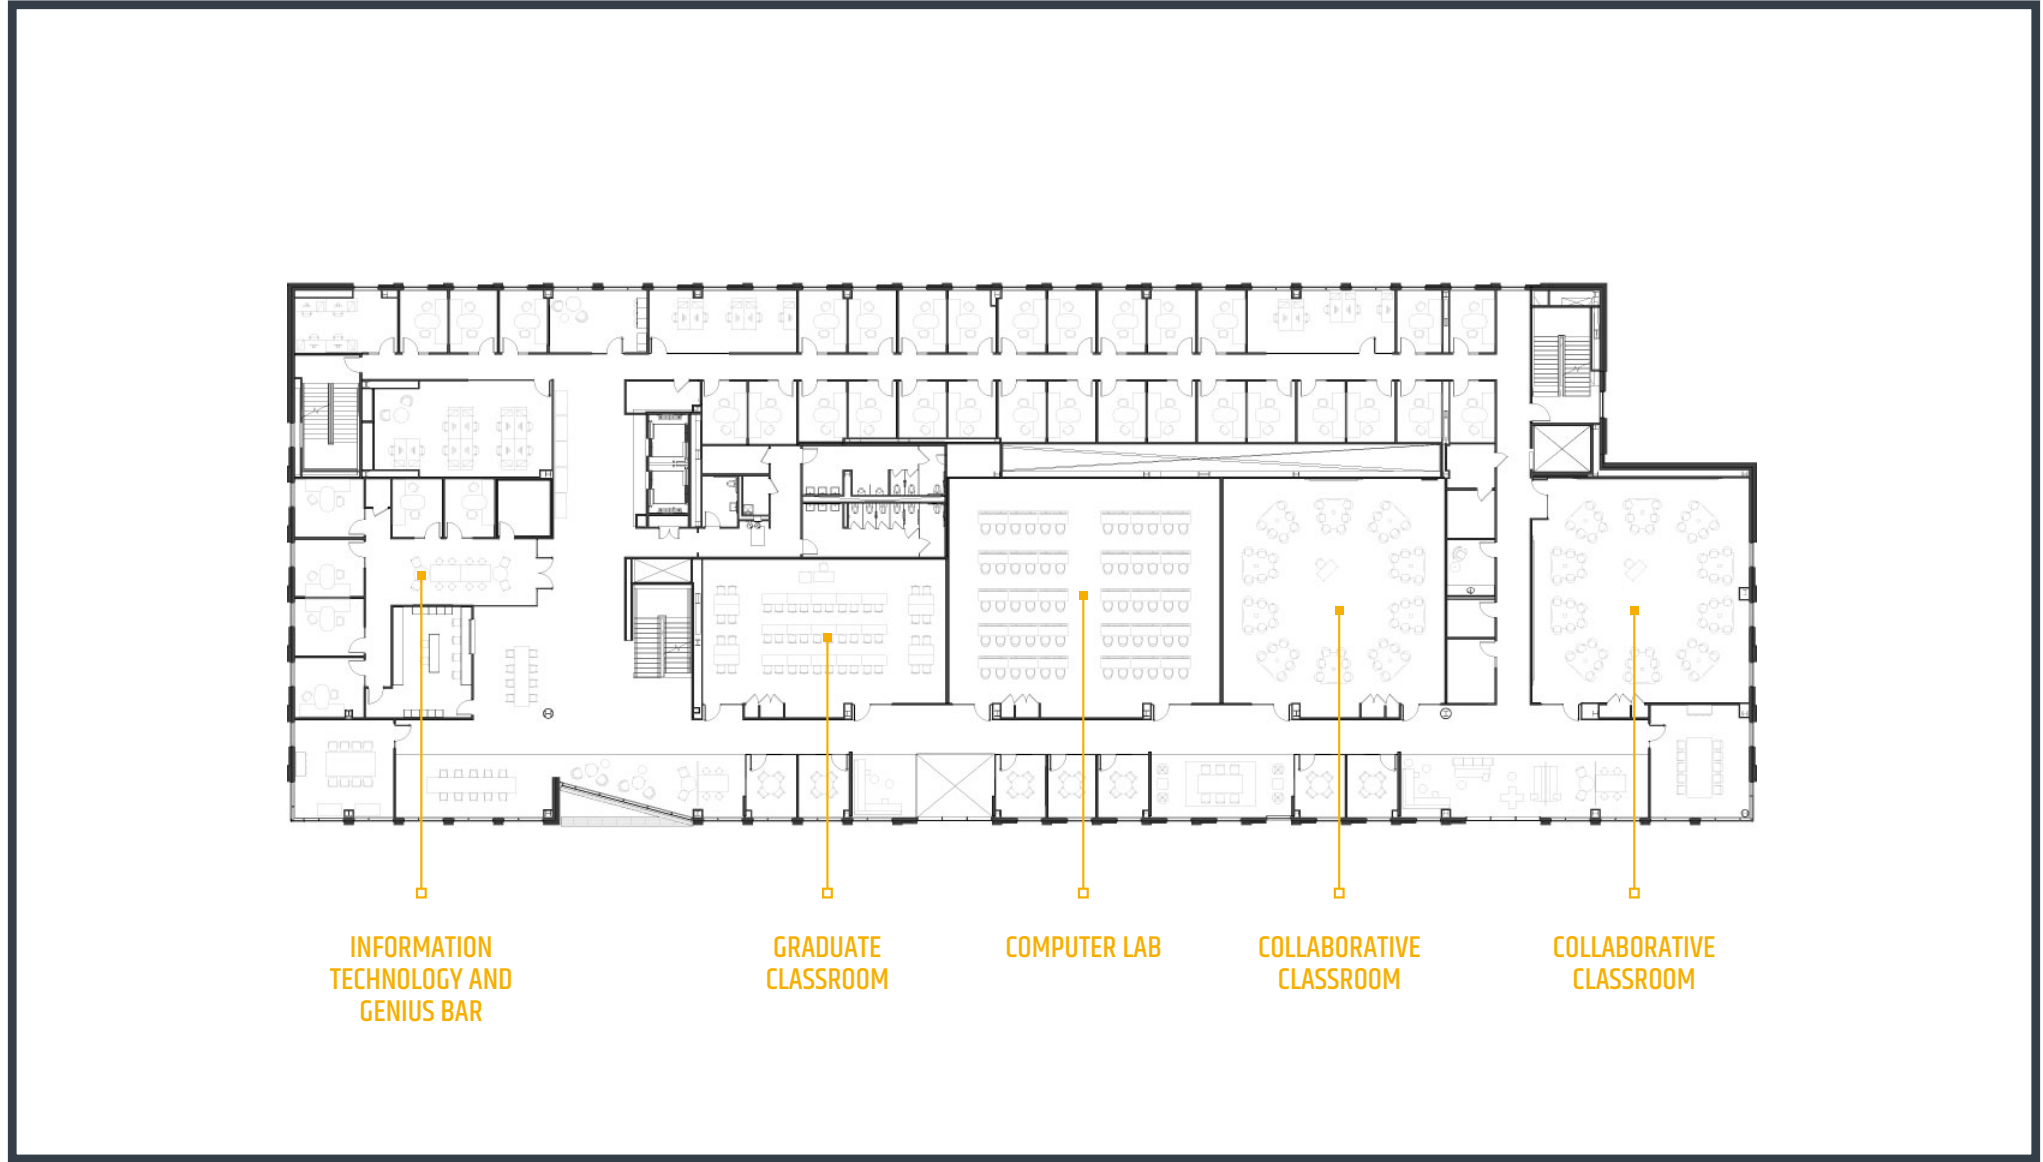 INFORMATION
TECHNOLOGY AND
GENIUS BAR
GRADUATE
CLASSROOM
COMPUTER LAB
COLLABORATIVE
CLASSROOM
COLLABORATIVE
CLASSROOM